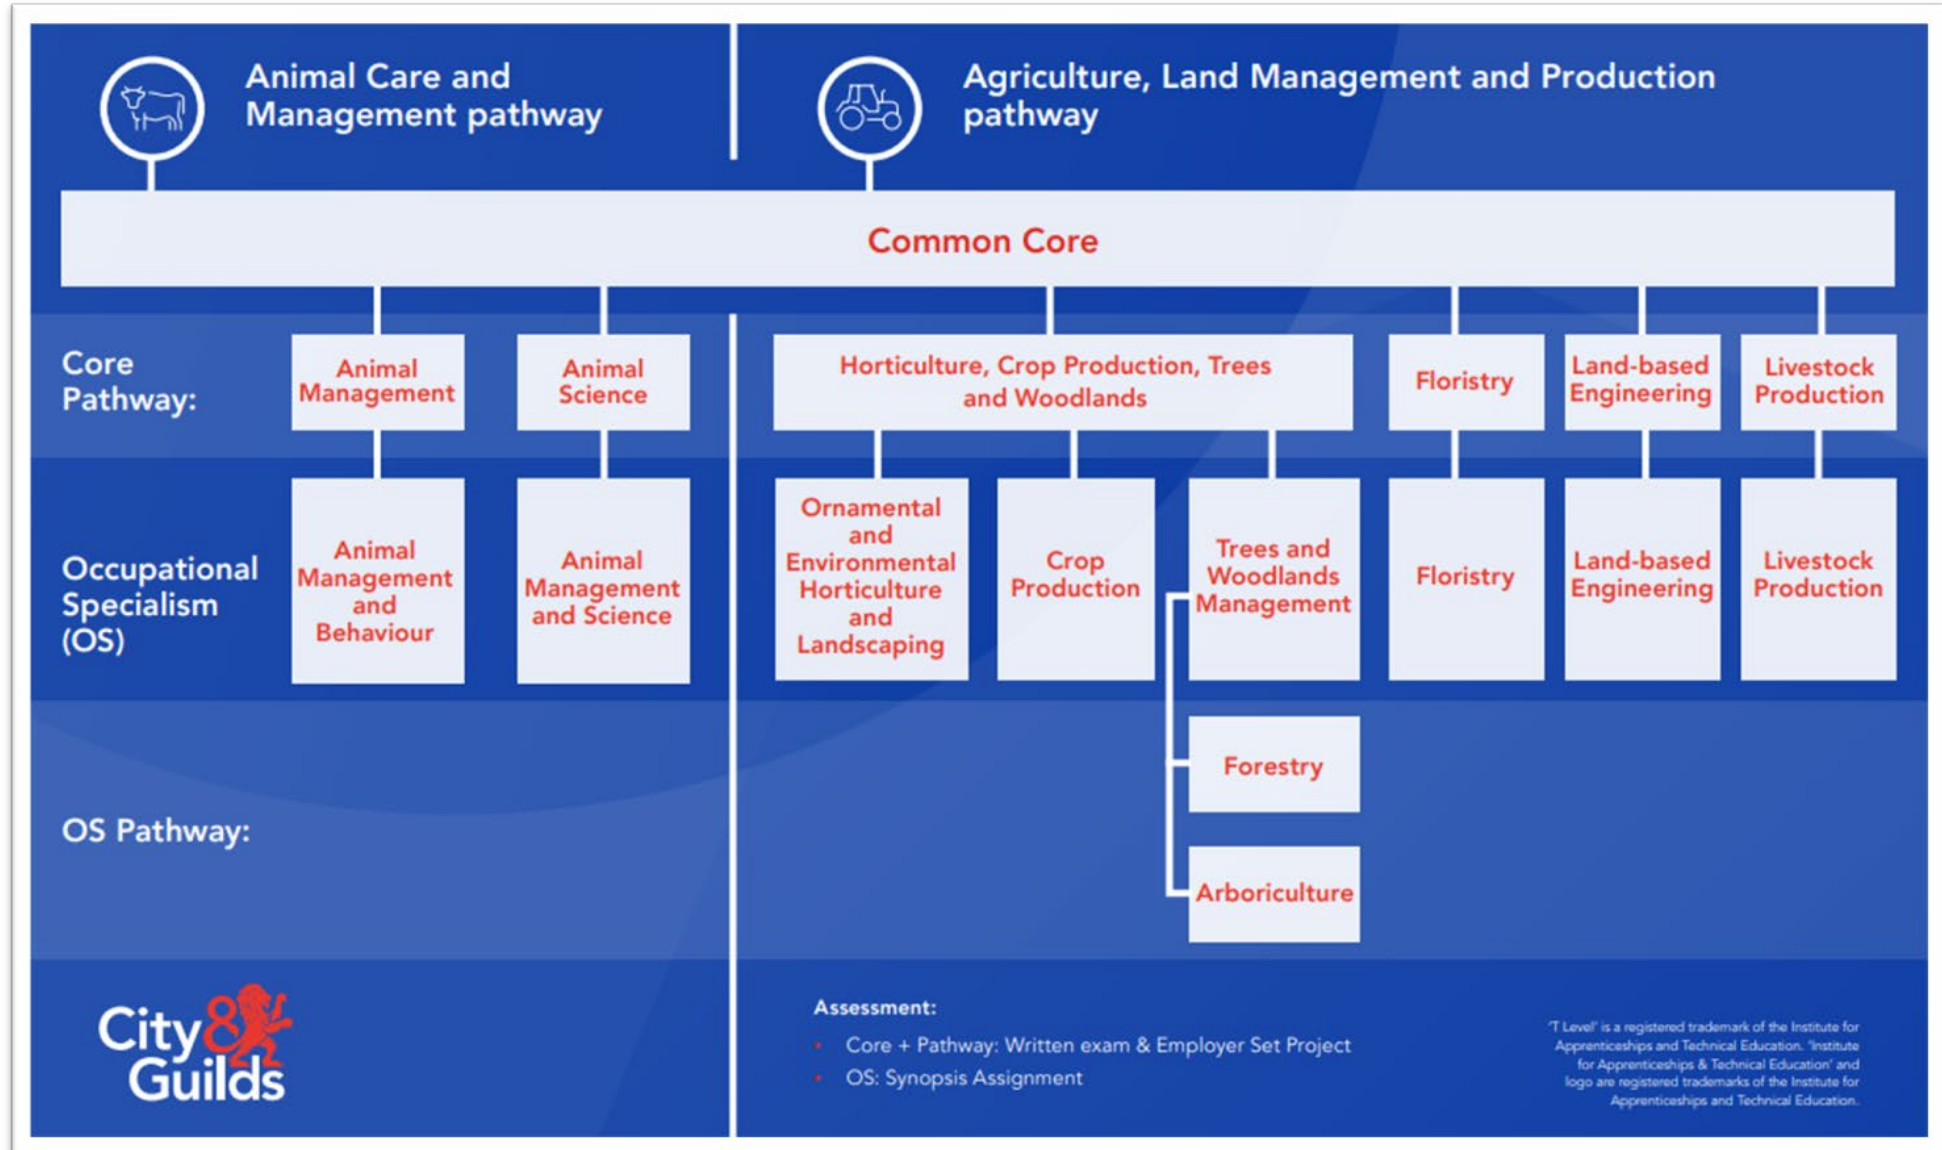 Animal Care and
Management pathway
Agriculture, Land Management and Production
pathway
Common Core
Core
Pathway:
Animal
Management
Animal
Science
Horticulture, Crop Production, Trees
and Woodlands
Floristry
Land-based
Engineering
Livestock
Production
Occupational
Specialism
(OS)
Animal
Management
and
Behaviour
Animal
Management
and Science
Ornamental
and
Environmental
Horticulture
and
Landscaping
Crop
Production
Trees and
Woodlands
Management
Floristry
Land-based
Engineering
Livestock
Production
OS Pathway:
Forestry
Arboriculture
City &
Guilds
Assessment:
• Core + Pathway: Written exam & Employer Set Project
• OS: Synopsis Assignment
'T Level' is a registered trademark of the Institute for
Apprenticeships and Technical Education. 'Institute
for Apprenticeships & Technical Education' and
logo are registered trademarks of the Institute for
Apprenticeships and Technical Education.